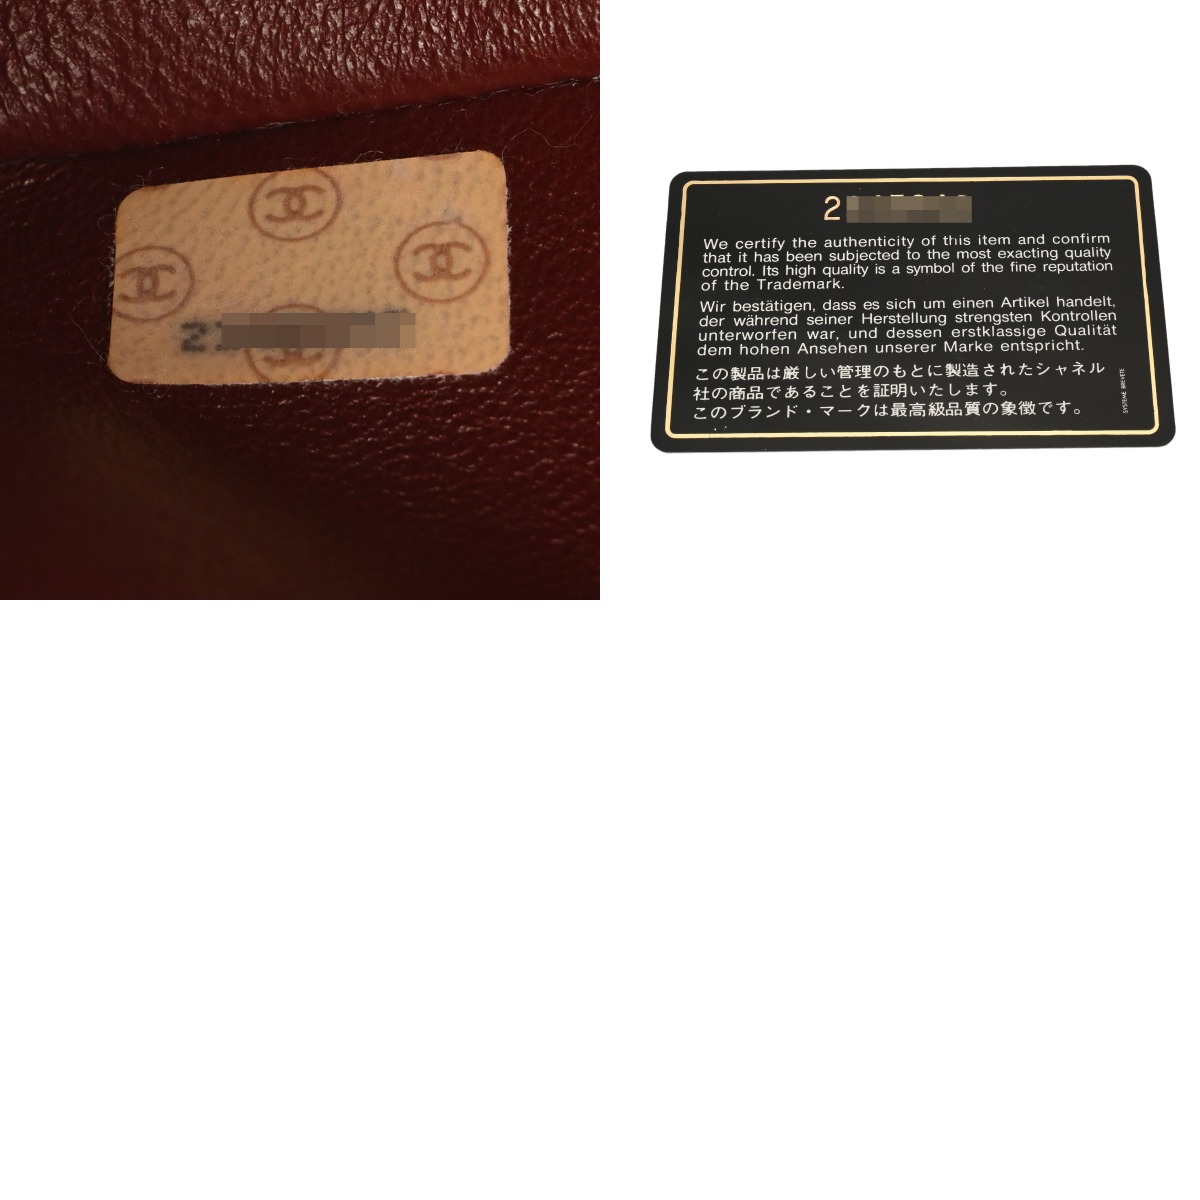 2
We certify the authenticity of this item and confirm
that it has been subjected to the most exacting quality
control. Its high quality is a symbol of the fine reputation
of the Trademark.
Wir bestätigen, dass es sich um einen Artikel handelt,
der während seiner Herstellung strengsten Kontrollen
unterworfen war, und dessen erstklassige Qualität
dem hohen Ansehen unserer Marke entspricht.
この製品は厳しい管理のもとに製造されたシャネル
社の商品であることを証明いたします。
このブランド・マークは最高級品質の象徴です。
SYSTEME BREVETE